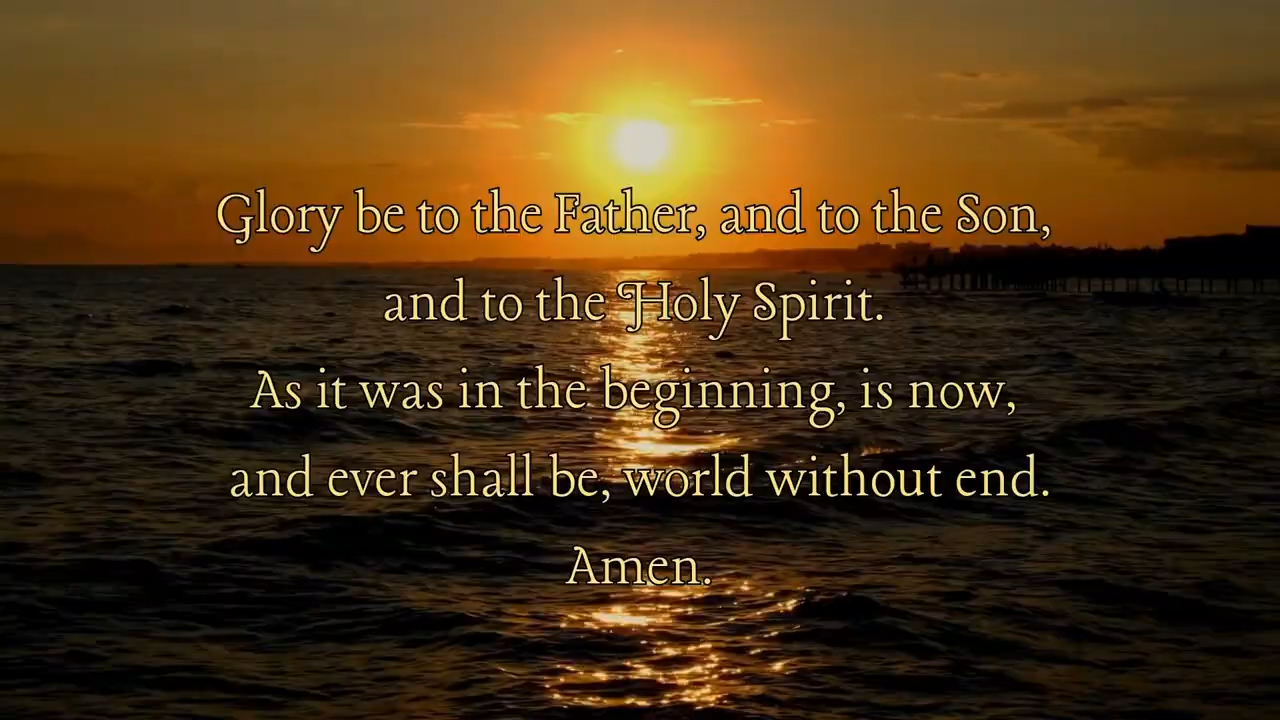 Glory be to the Father, and to the Son,
and to the Holy Spirit.
As it was in the beginning, is now,
and ever shall be, world without end.
Amen.